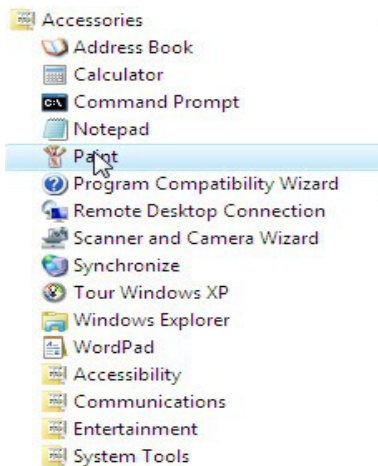 Accessories
Address Book
Calculator
Command Prompt
Notepad
Paint
Program Compatibility Wizard
Remote Desktop Connection
Scanner and Camera Wizard
Synchronize
Tour Windows XP
Windows Explorer
WordPad
Accessibility
Communications
Entertainment
System Tools